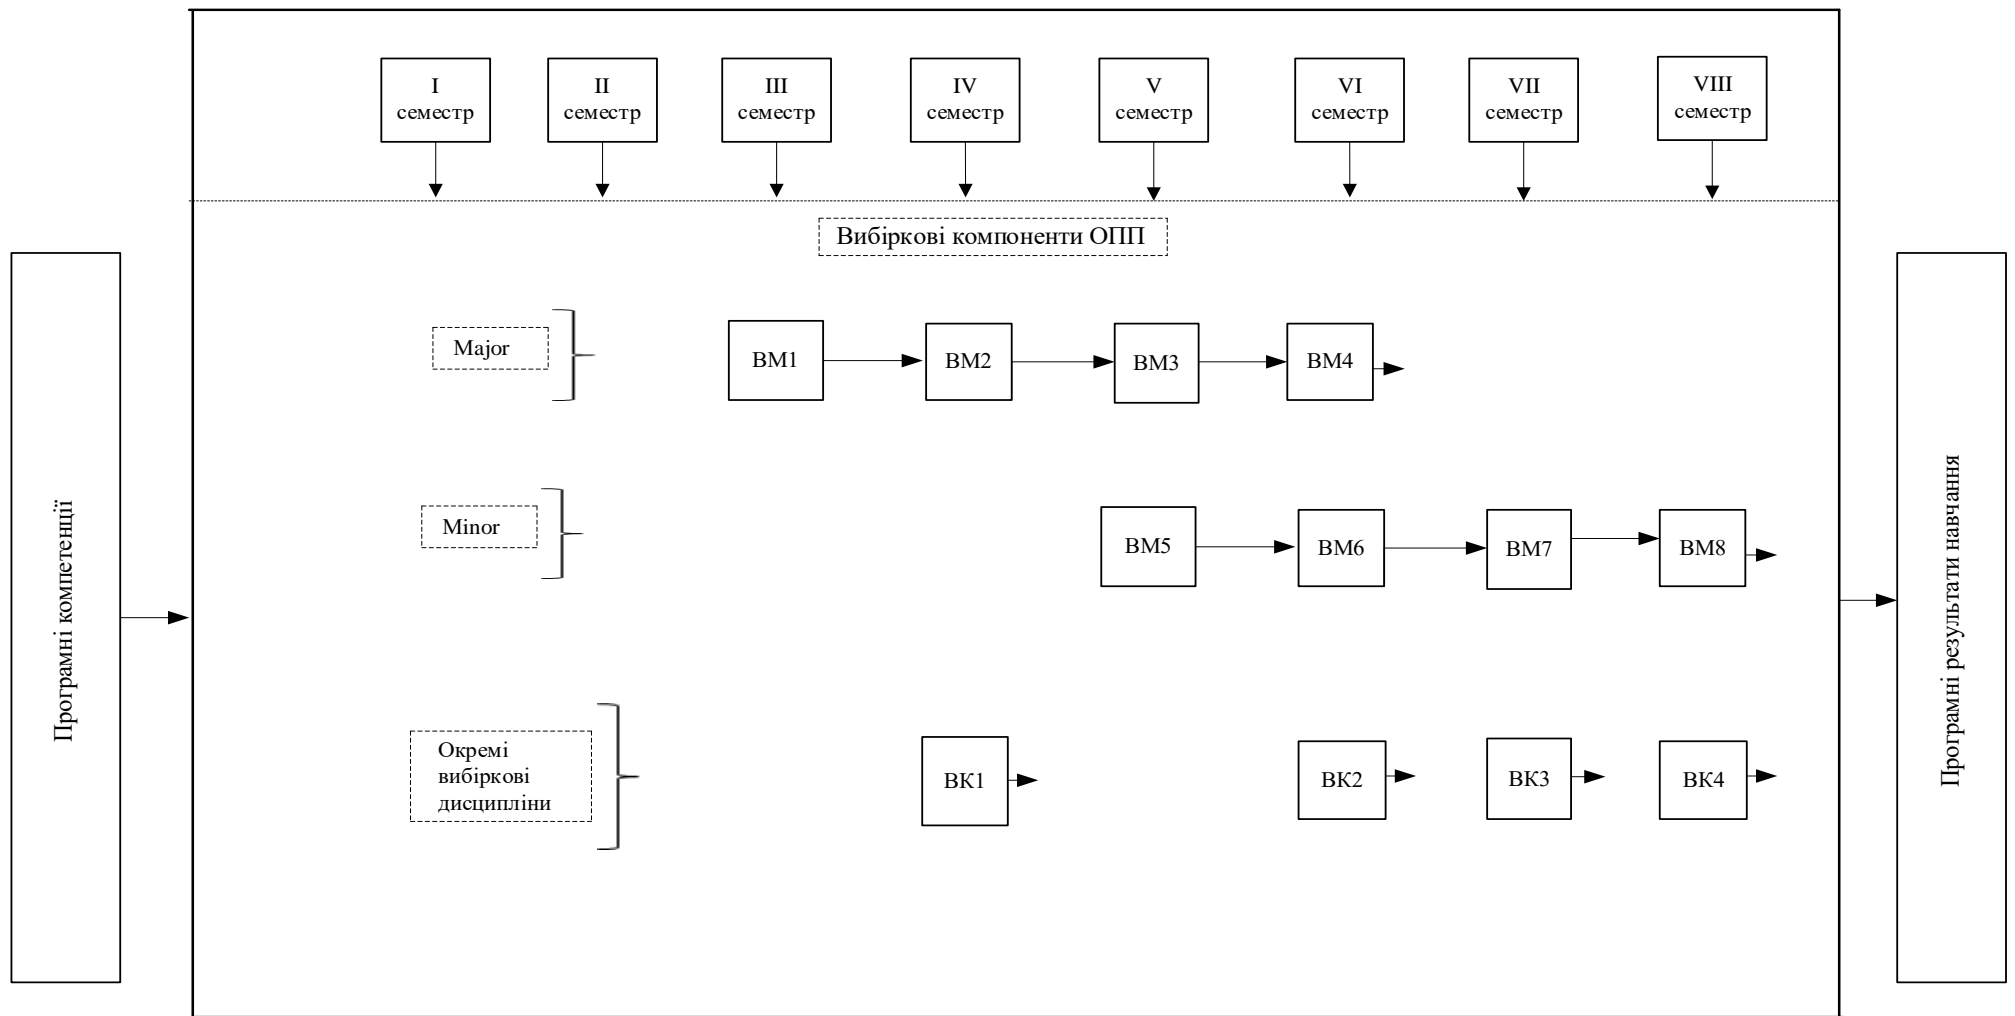 I
семестр
II
семестр
III
семестр
IV
семестр
V
семестр
VI
семестр
VII
семестр
VIII
семестр
Вибіркові компоненти ОПП
Програмні компетенції
Major
ВМ1
ВМ2
ВМ3
ВМ4
Minor
ВМ5
ВМ6
ВМ7
ВМ8
Окремі
вибіркові
дисципліни
ВК1
ВК2
ВК3
ВК4
Програмні результати навчання